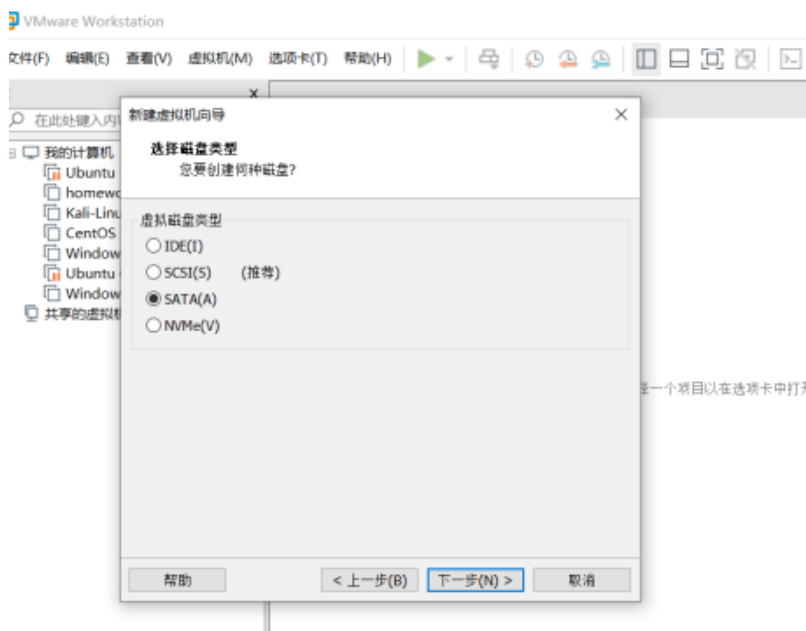 VMware Workstation
文件(F) 编辑(E) 查看(V) 虚拟机(M) 选项卡(T) 帮助(H)
x
在此处键入内
新建虚拟机向导
选择磁盘类型
您要创建何种磁盘?
我的计算机
Ubuntu
homewo
Kali-Linu
CentOS
Window
Ubuntu
Window
共享的虚拟机
虚拟磁盘类型
IDE(I)
SCSI(S) (推荐)
SATA(A)
NVMe(V)
一个项目以在选项卡中打开
帮助 < 上一步(B) 下一步(N) > 取消